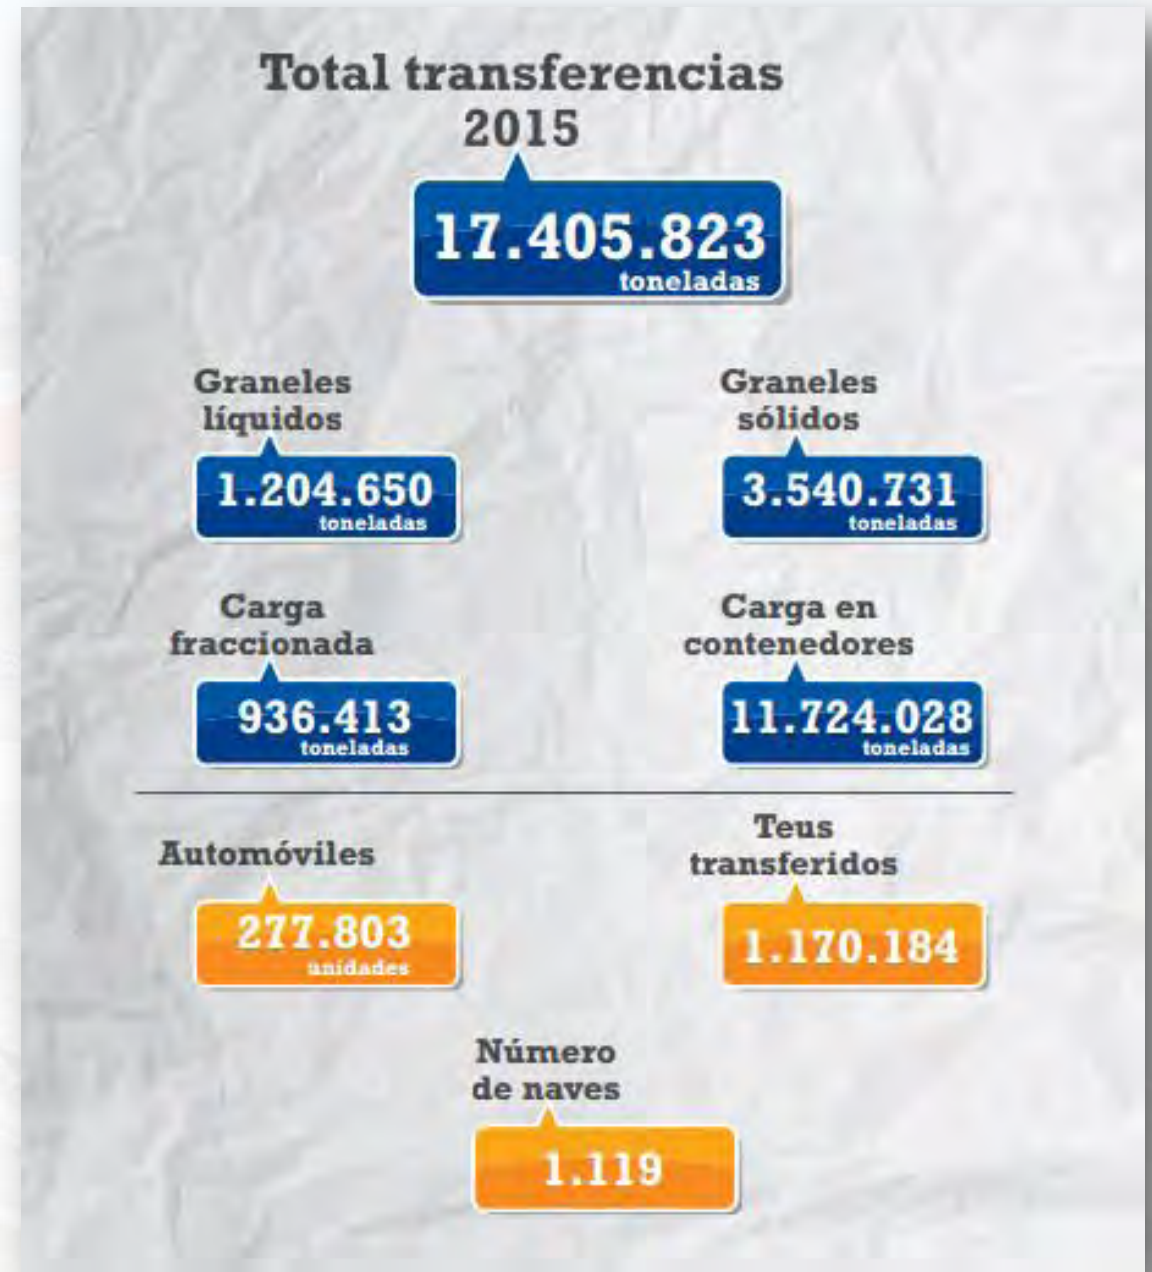 Total transferencias
2015
17.405.823
toneladas
Graneles
líquidos
1.204.650
toneladas
Graneles
sólidos
3.540.731
toneladas
Carga
fraccionada
936.413
toneladas
Carga en
contenedores
11.724.028
toneladas
Automóviles
277.803
unidades
Teus
transferidos
1.170.184
Número
de naves
1.119